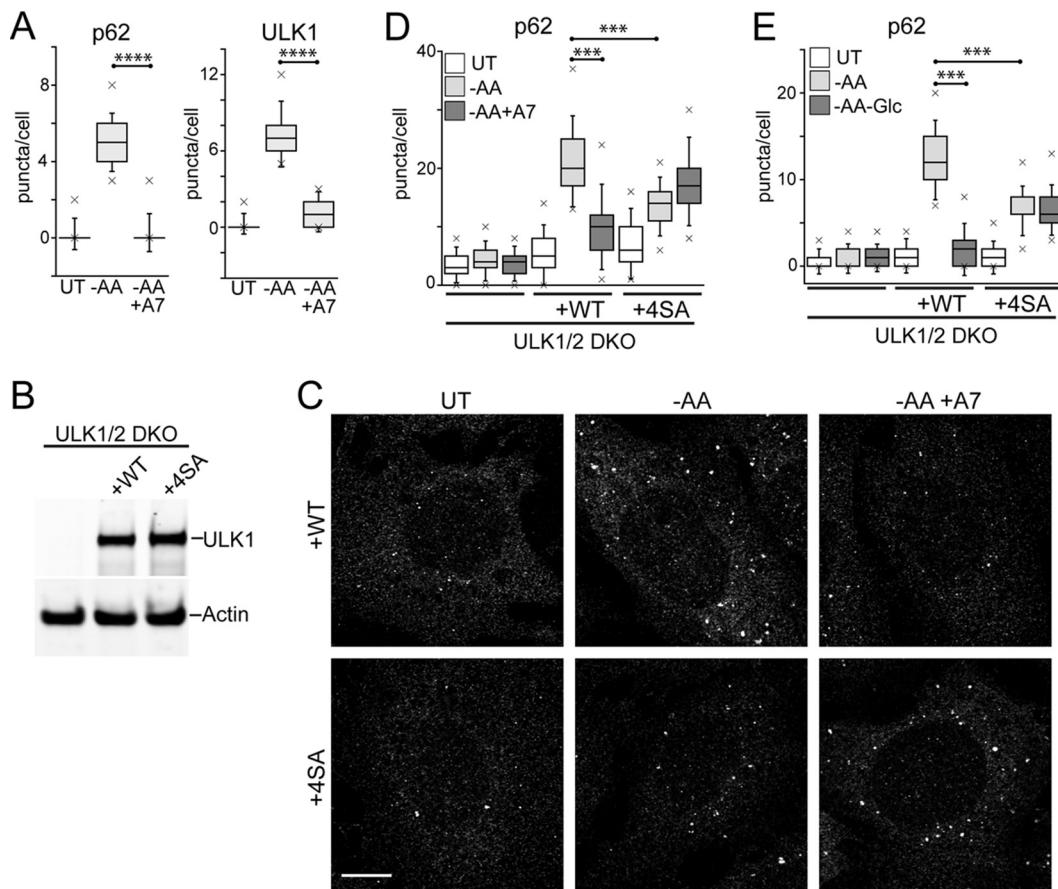 A
p62
****
puncta/cell
6
4
2
0
UT
-AA
-AA
+A7
ULK1
****
puncta/cell
12
8
4
0
UT
-AA
-AA
+A7
D
p62
***
***
UT
-AA
-AA+A7
puncta/cell
40
20
0
+WT
+4SA
ULK1/2 DKO
E
p62
***
***
UT
-AA
-AA-Glc
puncta/cell
20
10
0
+WT
+4SA
ULK1/2 DKO
B
ULK1/2 DKO
+WT
+4SA
ULK1
Actin
C
UT
-AA
-AA +A7
+WT
+4SA